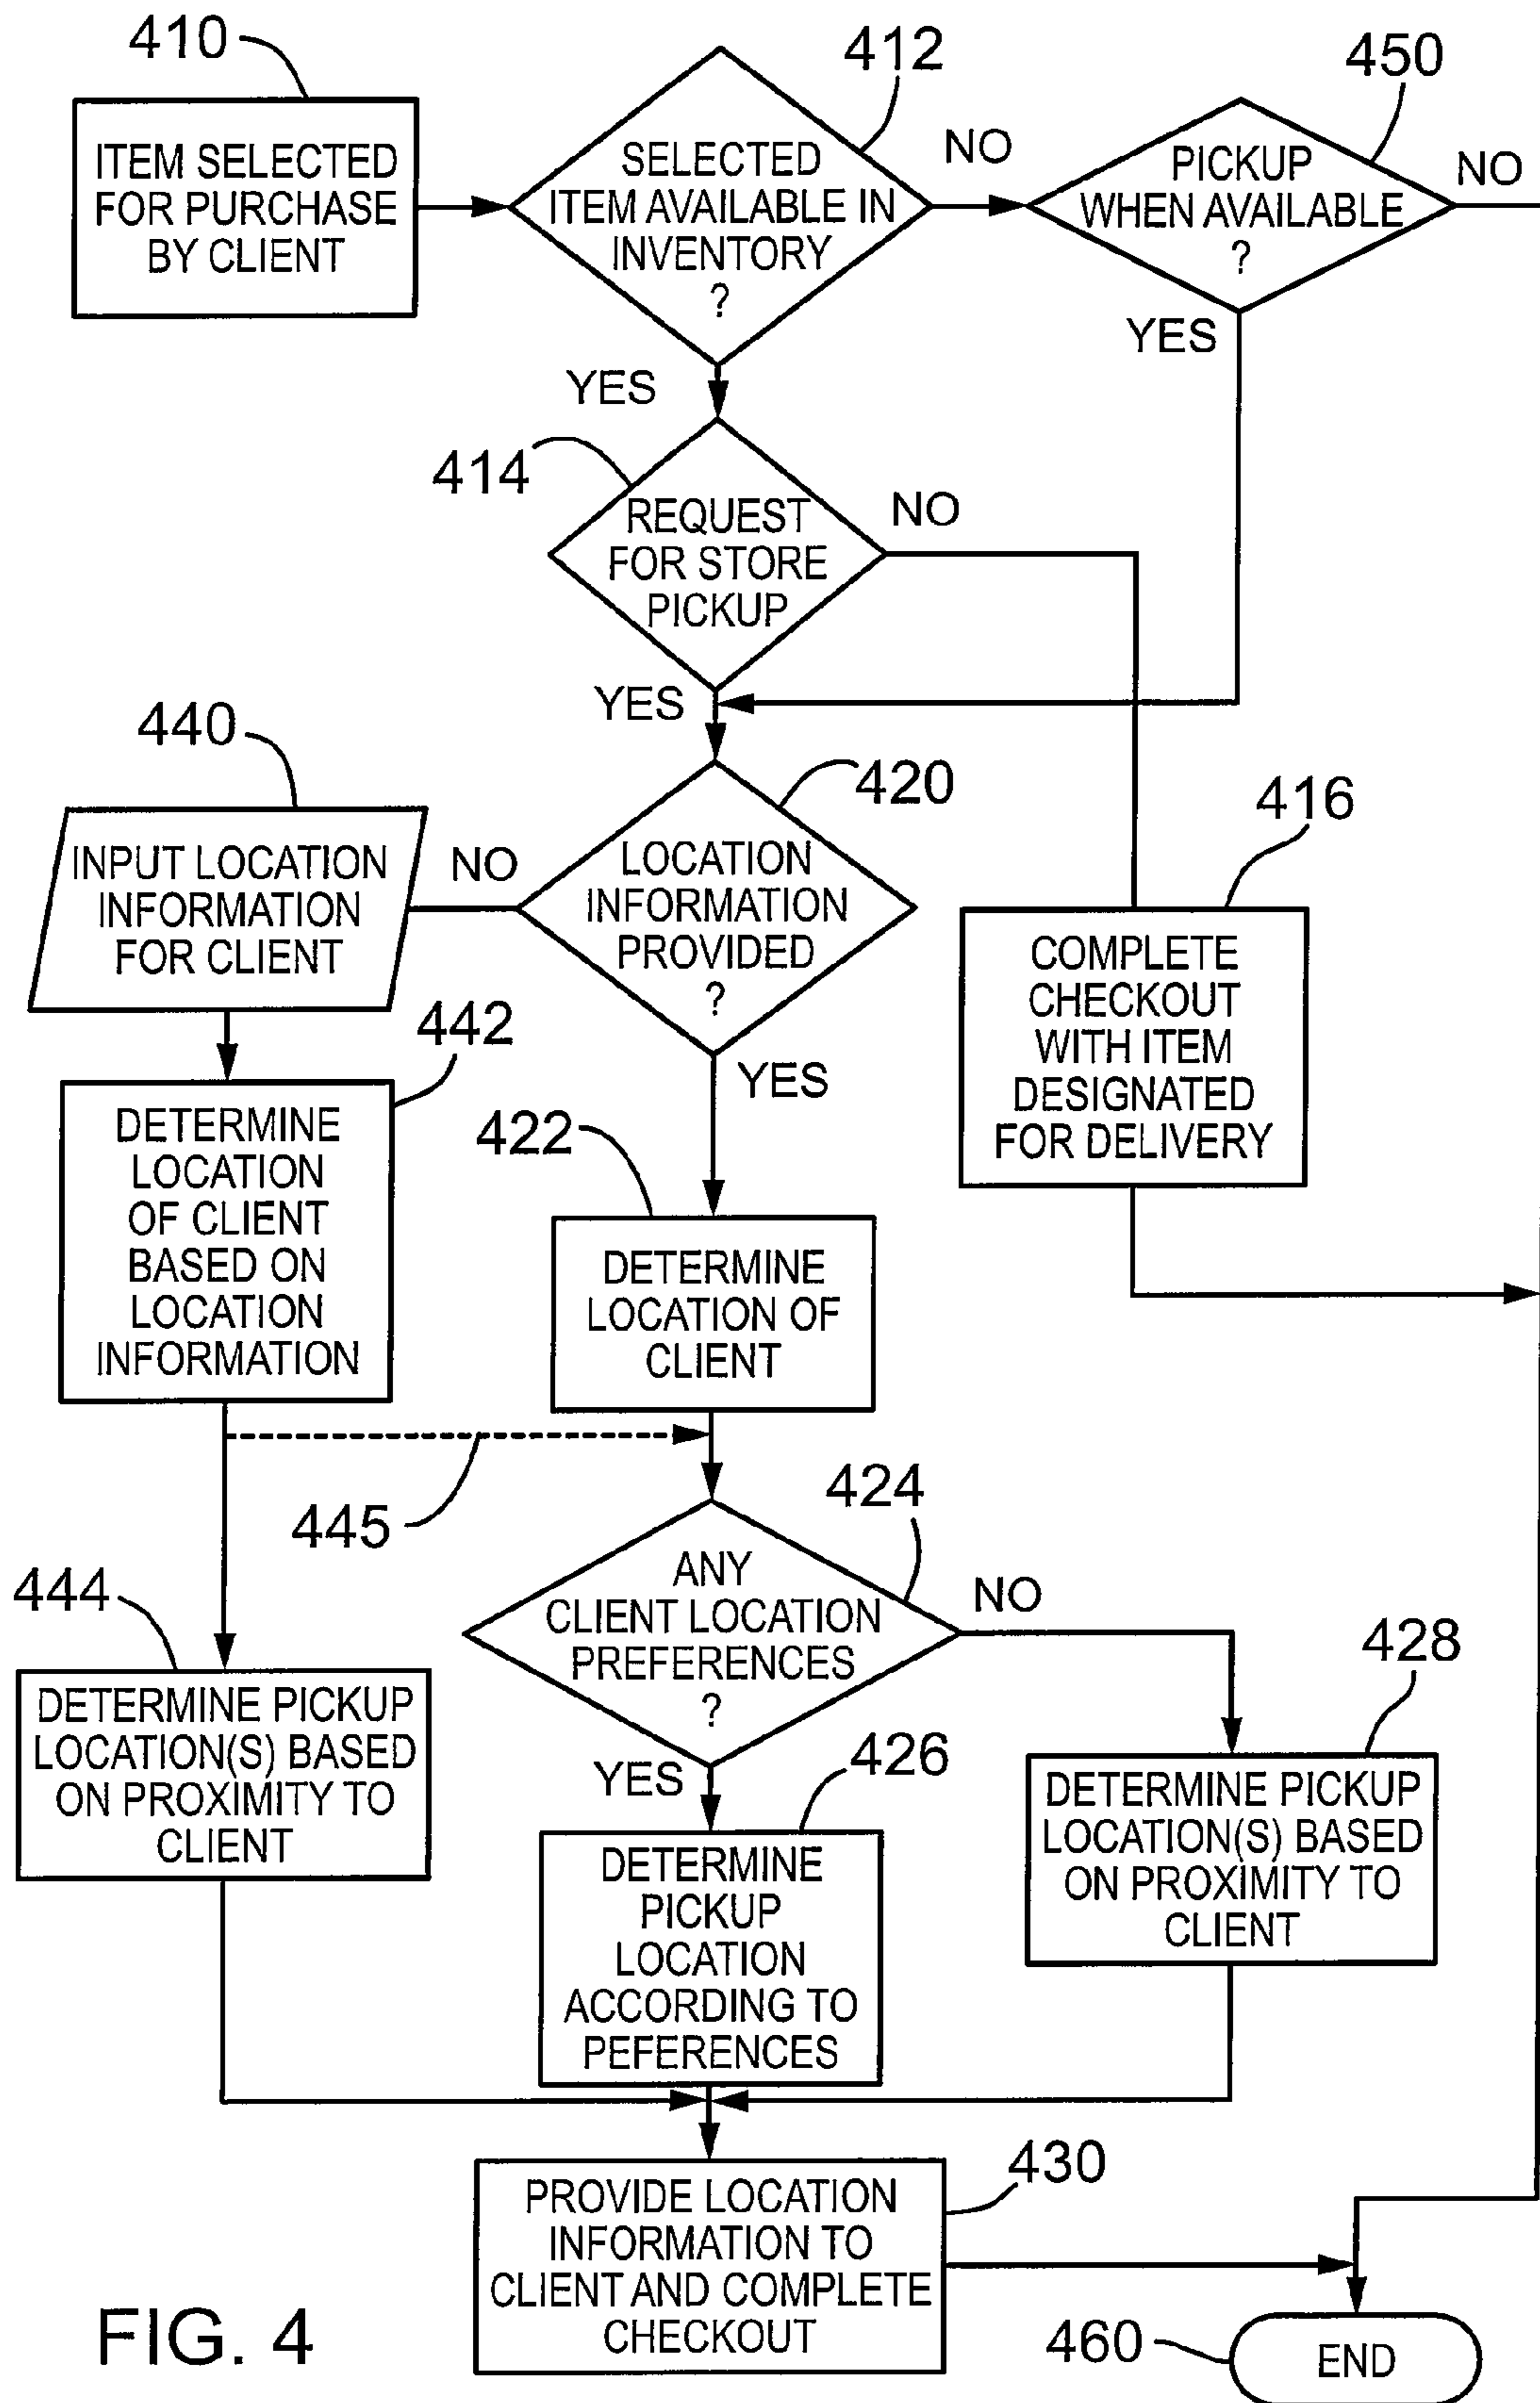 410
ITEM SELECTED
FOR PURCHASE
BY CLIENT
412
SELECTED
ITEM AVAILABLE IN
INVENTORY
?
NO
450
PICKUP
WHEN AVAILABLE
?
NO
YES
YES
414
REQUEST
FOR STORE
PICKUP
NO
YES
440
INPUT LOCATION
INFORMATION
FOR CLIENT
NO
420
LOCATION
INFORMATION
PROVIDED
?
YES
416
COMPLETE
CHECKOUT
WITH ITEM
DESIGNATED
FOR DELIVERY
442
DETERMINE
LOCATION
OF CLIENT
BASED ON
LOCATION
INFORMATION
422
DETERMINE
LOCATION OF
CLIENT
445
424
ANY
CLIENT LOCATION
PREFERENCES
?
NO
YES
444
DETERMINE PICKUP
LOCATION(S) BASED
ON PROXIMITY TO
CLIENT
426
DETERMINE
PICKUP
LOCATION
ACCORDING TO
PEFERENCES
428
DETERMINE PICKUP
LOCATION(S) BASED
ON PROXIMITY TO
CLIENT
430
PROVIDE LOCATION
INFORMATION TO
CLIENT AND COMPLETE
CHECKOUT
460
END
FIG. 4